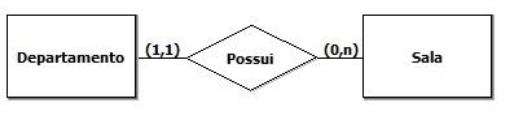 Departamento (1,1) Possui (0,n) Sala